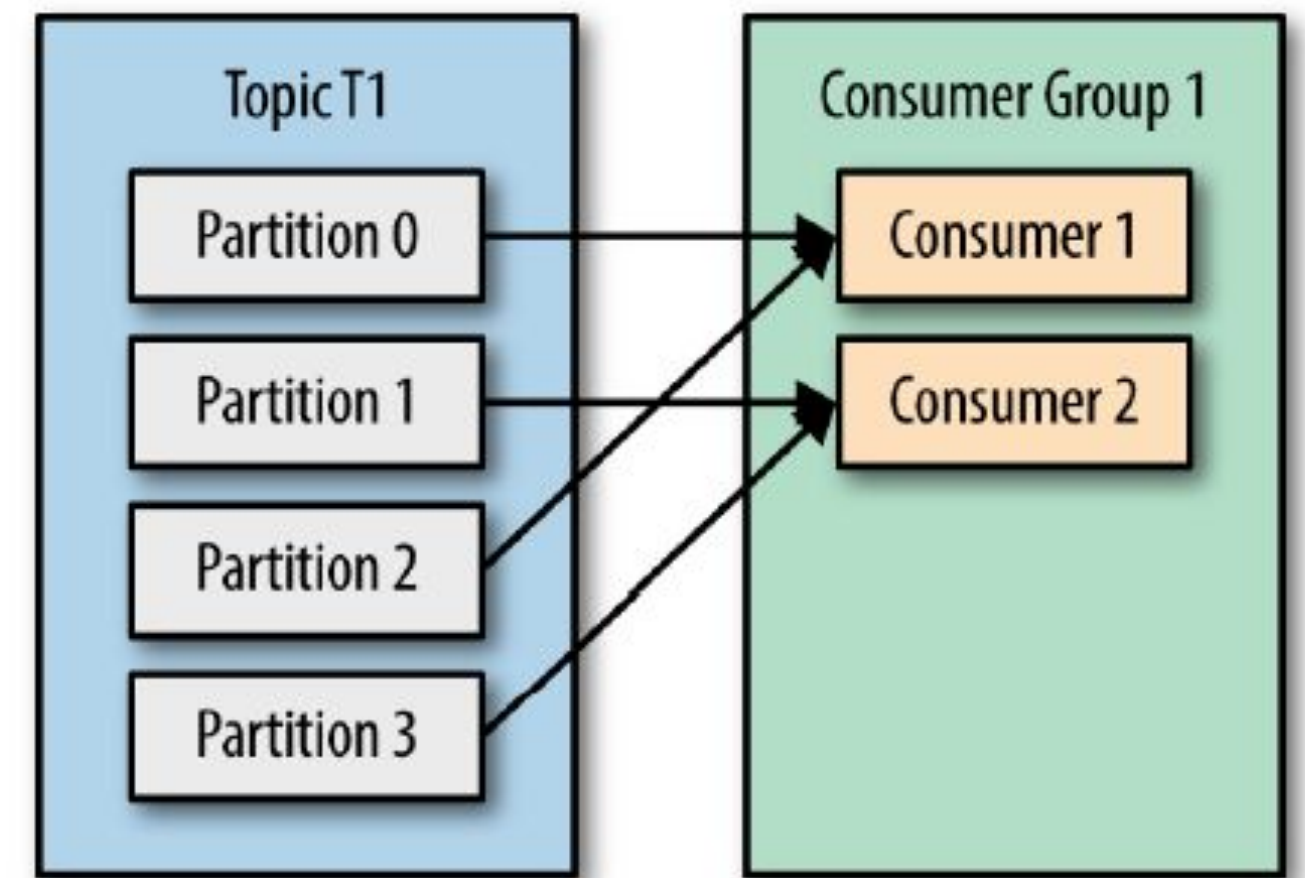 Topic T1
Partition 0
Partition 1
Partition 2
Partition 3
Consumer Group 1
Consumer 1
Consumer 2